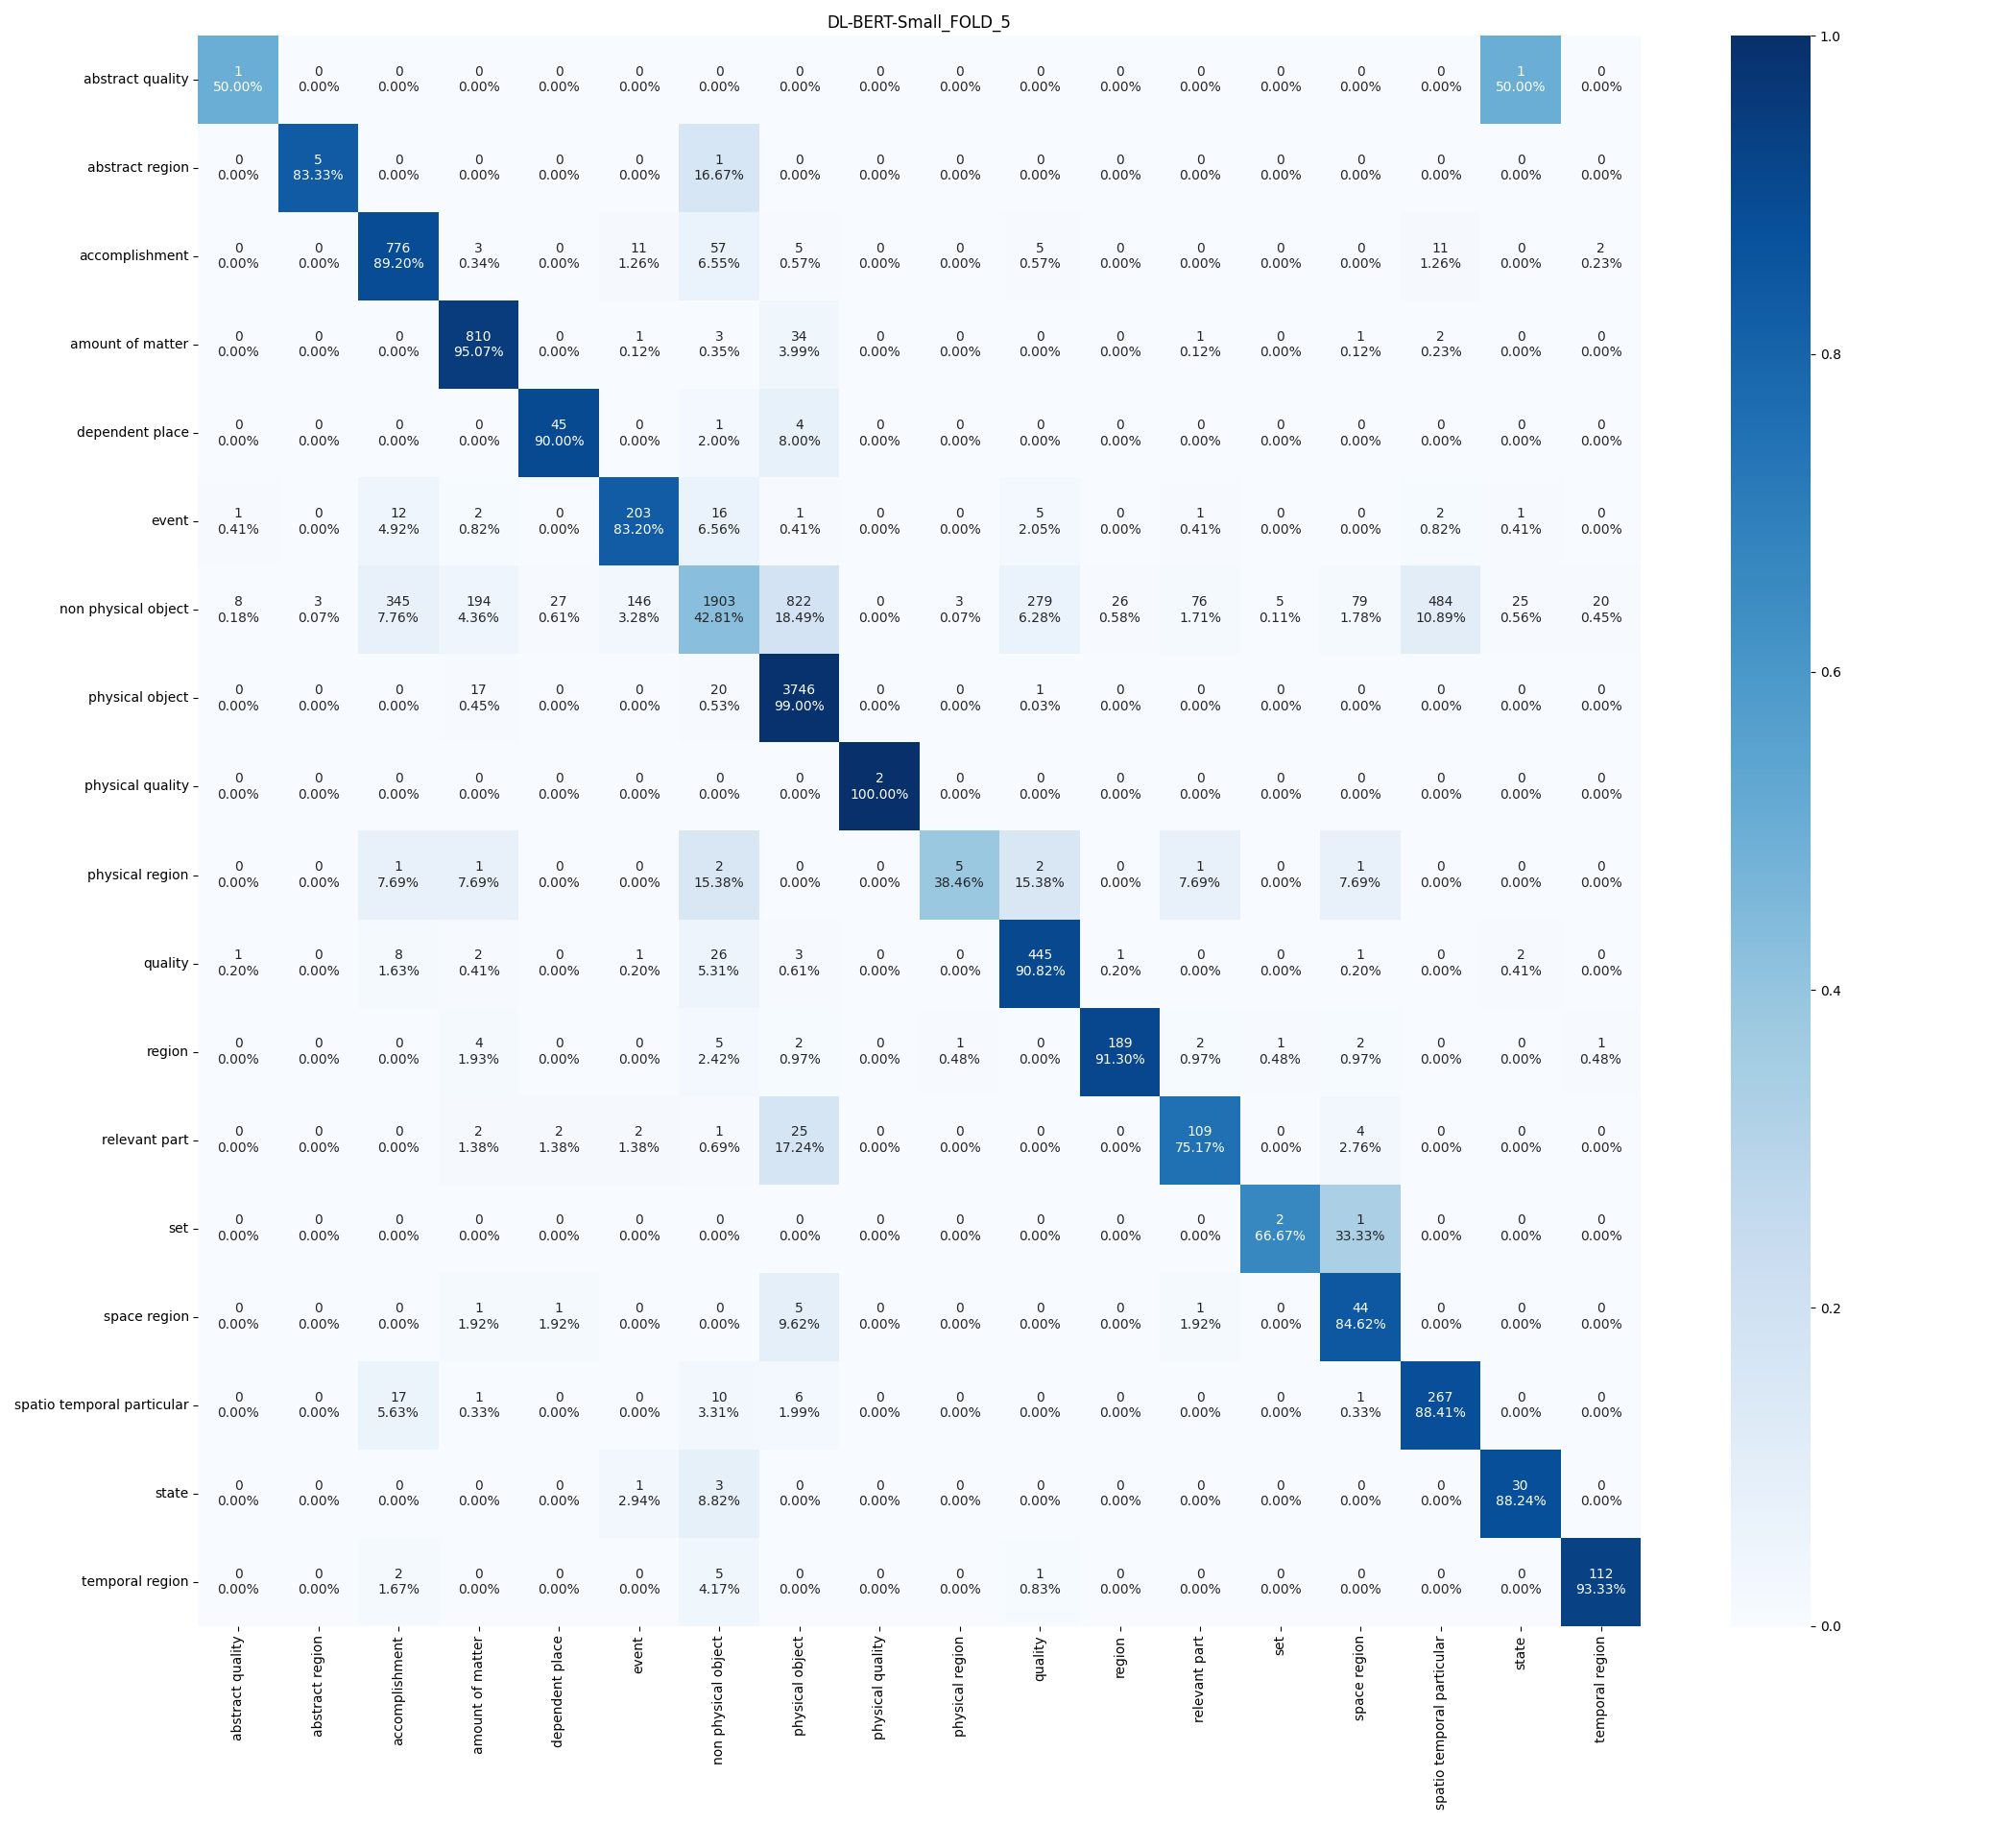 DL-BERT-Small_FOLD_5
abstract quality
1 0 0 0 0 0 0 0 0 0 0 0 0 0 0 0 1 0
50.00% 0.00% 0.00% 0.00% 0.00% 0.00% 0.00% 0.00% 0.00% 0.00% 0.00% 0.00% 0.00% 0.00% 0.00% 0.00% 50.00% 0.00%
abstract region
0 5 0 0 0 0 1 0 0 0 0 0 0 0 0 0 0 0
0.00% 83.33% 0.00% 0.00% 0.00% 0.00% 16.67% 0.00% 0.00% 0.00% 0.00% 0.00% 0.00% 0.00% 0.00% 0.00% 0.00% 0.00%
accomplishment
0 0 776 3 0 11 57 5 0 0 5 0 0 0 0 11 0 2
0.00% 0.00% 89.20% 0.34% 0.00% 1.26% 6.55% 0.57% 0.00% 0.00% 0.57% 0.00% 0.00% 0.00% 0.00% 1.26% 0.00% 0.23%
amount of matter
0 0 0 810 0 1 3 34 0 0 0 0 1 0 1 2 0 0
0.00% 0.00% 0.00% 95.07% 0.00% 0.12% 0.35% 3.99% 0.00% 0.00% 0.00% 0.00% 0.12% 0.00% 0.12% 0.23% 0.00% 0.00%
dependent place
0 0 0 0 45 0 1 4 0 0 0 0 0 0 0 0 0 0
0.00% 0.00% 0.00% 0.00% 90.00% 0.00% 2.00% 8.00% 0.00% 0.00% 0.00% 0.00% 0.00% 0.00% 0.00% 0.00% 0.00% 0.00%
event
1 0 12 2 0 203 16 1 0 0 5 0 1 0 0 2 1 0
0.41% 0.00% 4.92% 0.82% 0.00% 83.20% 6.56% 0.41% 0.00% 0.00% 2.05% 0.00% 0.41% 0.00% 0.00% 0.82% 0.41% 0.00%
non physical object
8 3 345 194 27 146 1903 822 0 3 279 26 76 5 79 484 25 20
0.18% 0.07% 7.76% 4.36% 0.61% 3.28% 42.81% 18.49% 0.00% 0.07% 6.28% 0.58% 1.71% 0.11% 1.78% 10.89% 0.56% 0.45%
physical object
0 0 0 17 0 0 20 3746 0 0 1 0 0 0 0 0 0 0
0.00% 0.00% 0.00% 0.45% 0.00% 0.00% 0.53% 99.00% 0.00% 0.00% 0.03% 0.00% 0.00% 0.00% 0.00% 0.00% 0.00% 0.00%
physical quality
0 0 0 0 0 0 0 0 2 0 0 0 0 0 0 0 0 0
0.00% 0.00% 0.00% 0.00% 0.00% 0.00% 0.00% 0.00% 100.00% 0.00% 0.00% 0.00% 0.00% 0.00% 0.00% 0.00% 0.00% 0.00%
physical region
0 0 1 1 0 0 2 0 0 5 2 0 1 0 1 0 0 0
0.00% 0.00% 7.69% 7.69% 0.00% 0.00% 15.38% 0.00% 0.00% 38.46% 15.38% 0.00% 7.69% 0.00% 7.69% 0.00% 0.00% 0.00%
quality
1 0 8 2 0 1 26 3 0 0 445 1 0 0 1 0 2 0
0.20% 0.00% 1.63% 0.41% 0.00% 0.20% 5.31% 0.61% 0.00% 0.00% 90.82% 0.20% 0.00% 0.00% 0.20% 0.00% 0.41% 0.00%
region
0 0 0 4 0 0 5 2 0 1 0 189 2 1 2 0 0 1
0.00% 0.00% 0.00% 1.93% 0.00% 0.00% 2.42% 0.97% 0.00% 0.48% 0.00% 91.30% 0.97% 0.48% 0.97% 0.00% 0.00% 0.48%
relevant part
0 0 0 2 2 2 1 25 0 0 0 0 109 0 4 0 0 0
0.00% 0.00% 0.00% 1.38% 1.38% 1.38% 0.69% 17.24% 0.00% 0.00% 0.00% 0.00% 75.17% 0.00% 2.76% 0.00% 0.00% 0.00%
set
0 0 0 0 0 0 0 0 0 0 0 0 0 2 1 0 0 0
0.00% 0.00% 0.00% 0.00% 0.00% 0.00% 0.00% 0.00% 0.00% 0.00% 0.00% 0.00% 0.00% 66.67% 33.33% 0.00% 0.00% 0.00%
space region
0 0 0 1 1 0 0 5 0 0 0 0 1 0 44 0 0 0
0.00% 0.00% 0.00% 1.92% 1.92% 0.00% 0.00% 9.62% 0.00% 0.00% 0.00% 0.00% 1.92% 0.00% 84.62% 0.00% 0.00% 0.00%
spatio temporal particular
0 0 17 1 0 0 10 6 0 0 0 0 0 0 1 267 0 0
0.00% 0.00% 5.63% 0.33% 0.00% 0.00% 3.31% 1.99% 0.00% 0.00% 0.00% 0.00% 0.00% 0.00% 0.33% 88.41% 0.00% 0.00%
state
0 0 0 0 0 1 3 0 0 0 0 0 0 0 0 0 30 0
0.00% 0.00% 0.00% 0.00% 0.00% 2.94% 8.82% 0.00% 0.00% 0.00% 0.00% 0.00% 0.00% 0.00% 0.00% 0.00% 88.24% 0.00%
temporal region
0 0 2 0 0 0 5 0 0 0 1 0 0 0 0 0 0 112
0.00% 0.00% 1.67% 0.00% 0.00% 0.00% 4.17% 0.00% 0.00% 0.00% 0.83% 0.00% 0.00% 0.00% 0.00% 0.00% 0.00% 93.33%
abstract quality
abstract region
accomplishment
amount of matter
dependent place
event
non physical object
physical object
physical quality
physical region
quality
region
relevant part
set
space region
spatio temporal particular
state
temporal region
1.0
0.8
0.6
0.4
0.2
0.0